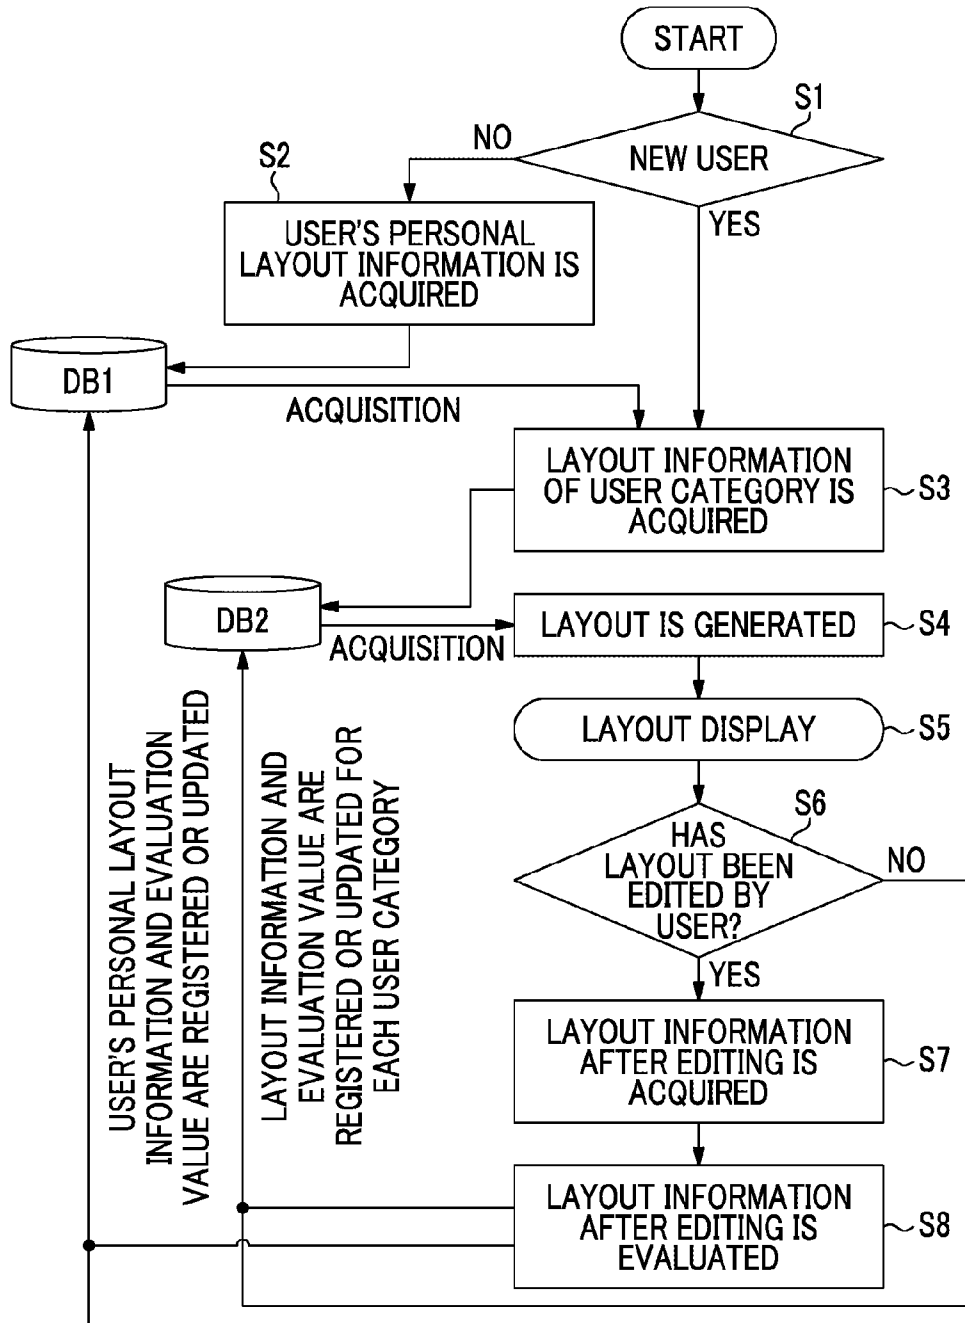 START
S1
NEW USER
NO
YES
S2
USER'S PERSONAL
LAYOUT INFORMATION IS
ACQUIRED
DB1
ACQUISITION
LAYOUT INFORMATION
OF USER CATEGORY IS
ACQUIRED
S3
DB2
ACQUISITION
LAYOUT IS GENERATED
S4
LAYOUT DISPLAY
S5
S6
HAS
LAYOUT BEEN
EDITED BY
USER?
NO
YES
LAYOUT INFORMATION
AFTER EDITING IS
ACQUIRED
S7
LAYOUT INFORMATION
AFTER EDITING IS
EVALUATED
S8
USER'S PERSONAL LAYOUT
INFORMATION AND EVALUATION
VALUE ARE REGISTERED OR UPDATED
LAYOUT INFORMATION AND
EVALUATION VALUE ARE
REGISTERED OR UPDATED FOR
EACH USER CATEGORY